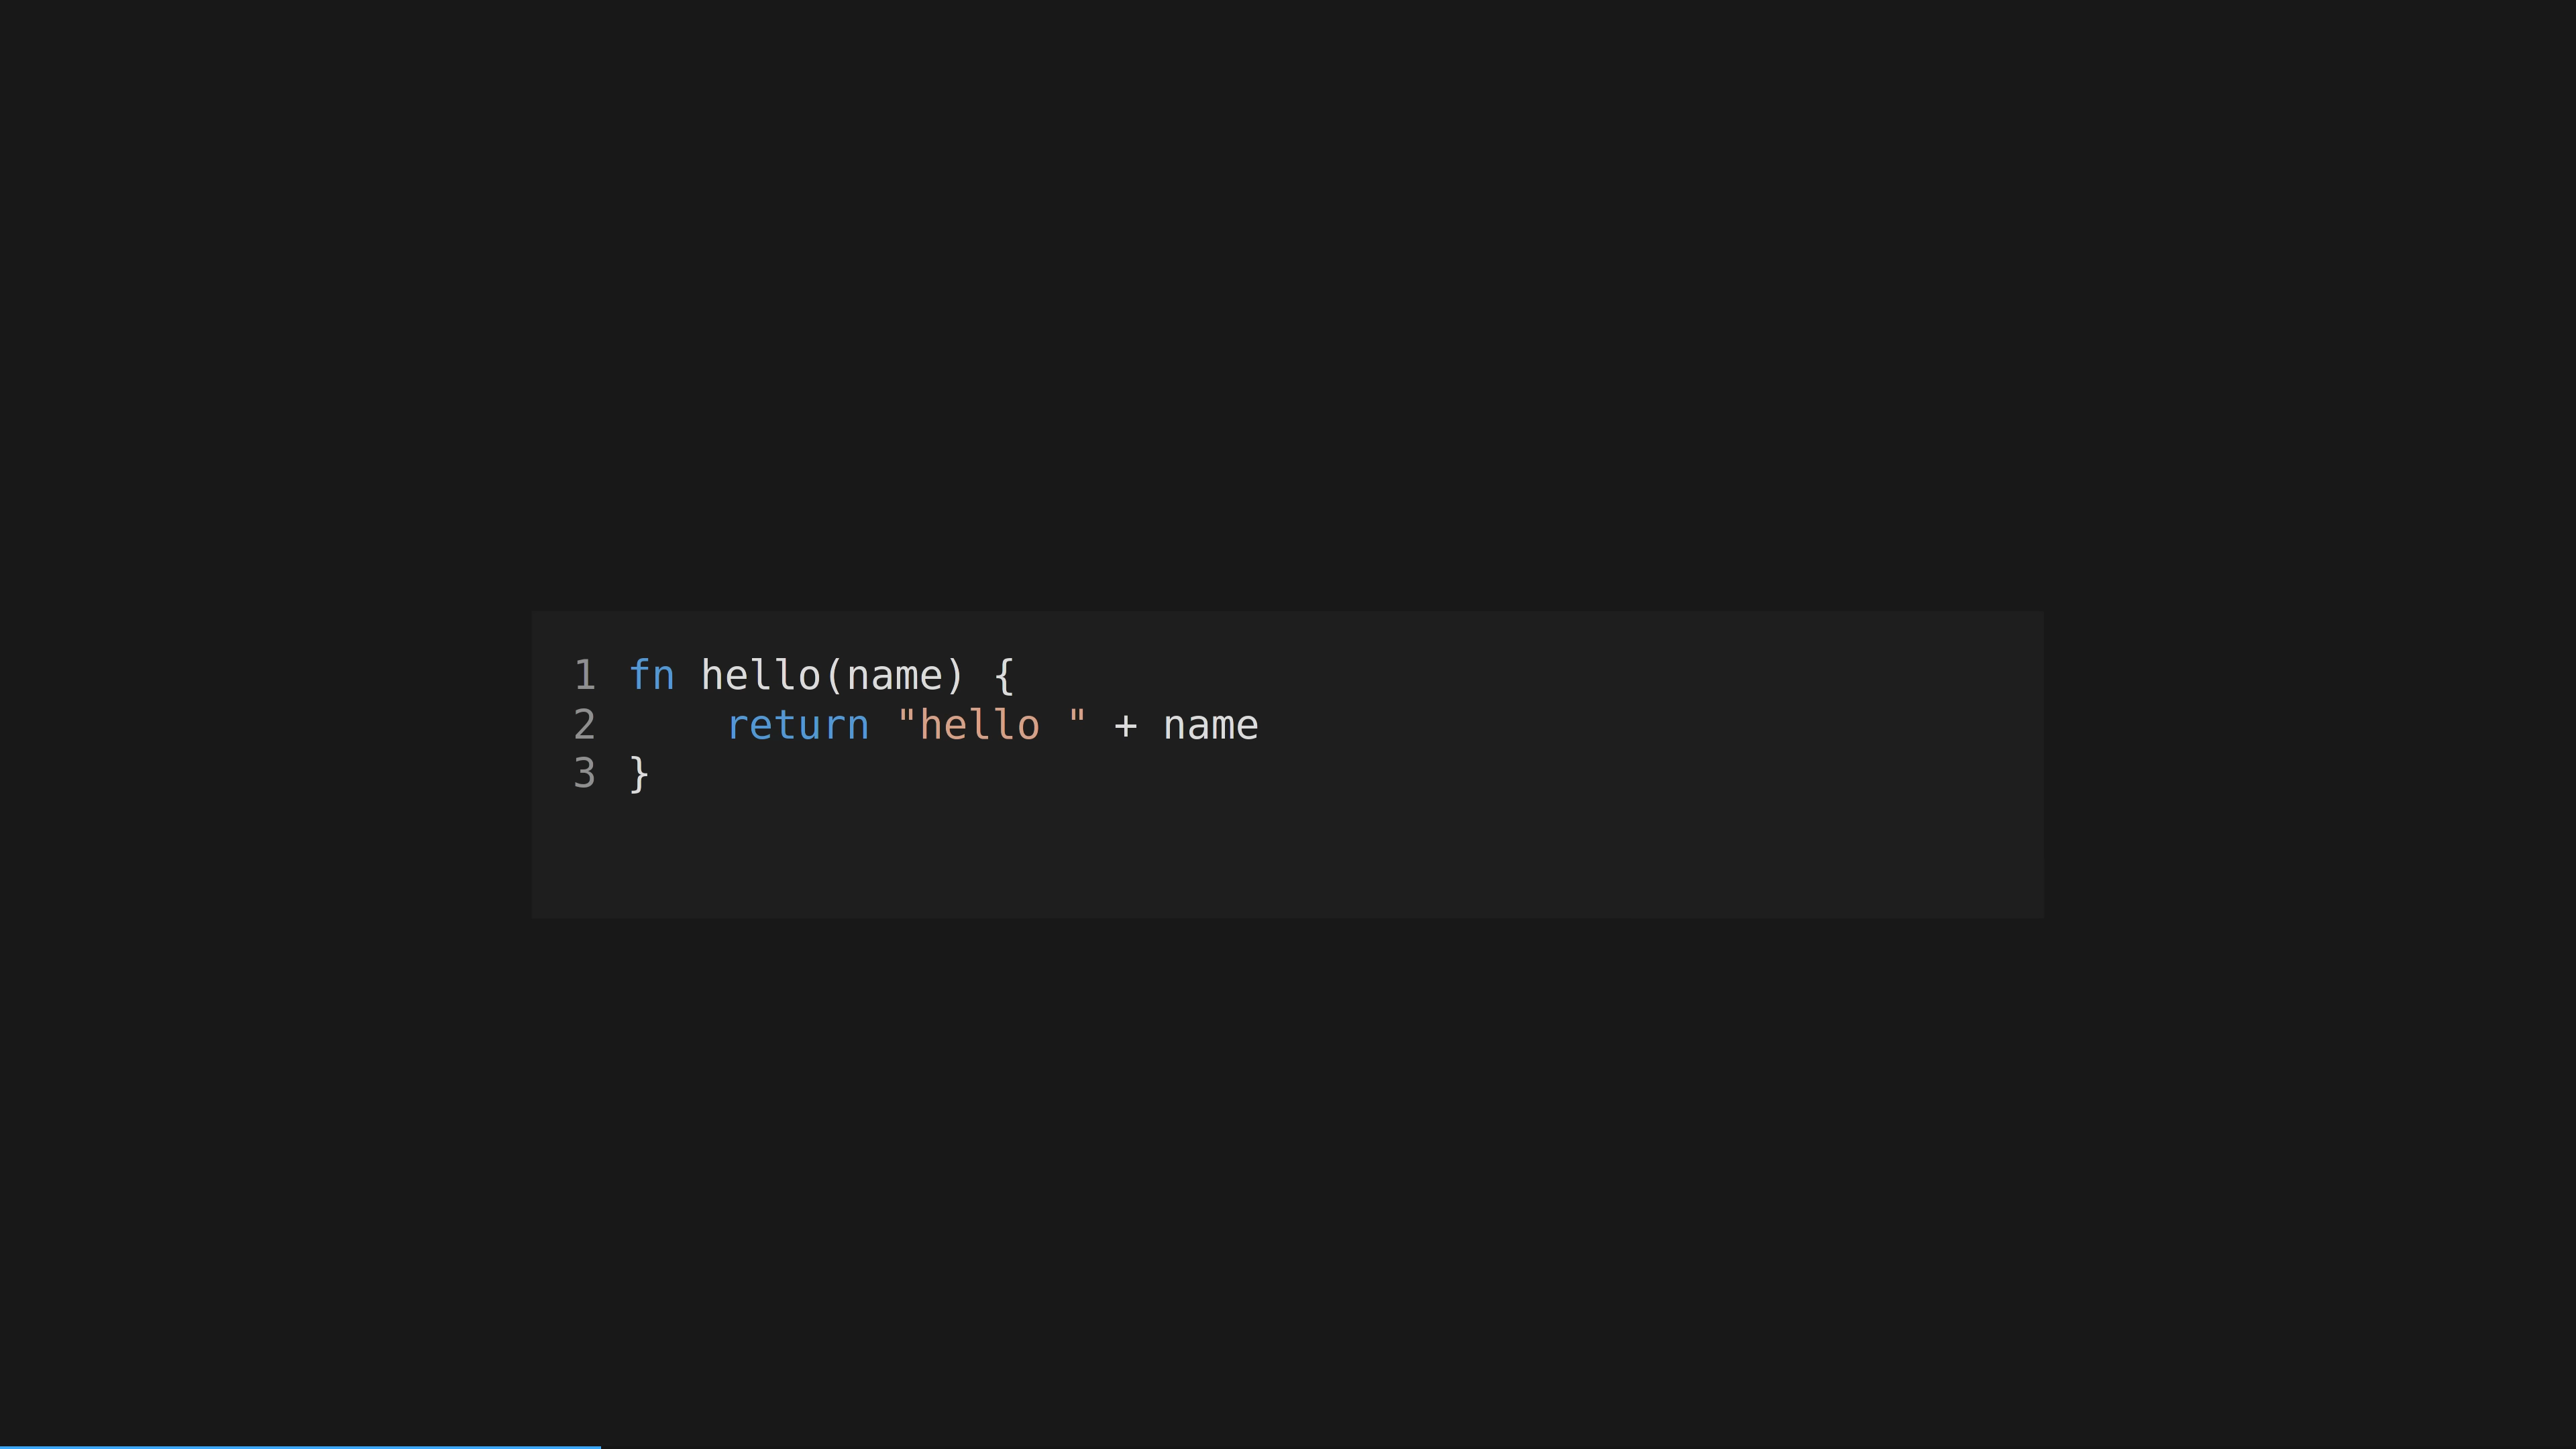 1 fn hello(name) {
2     return "hello " + name
3 }